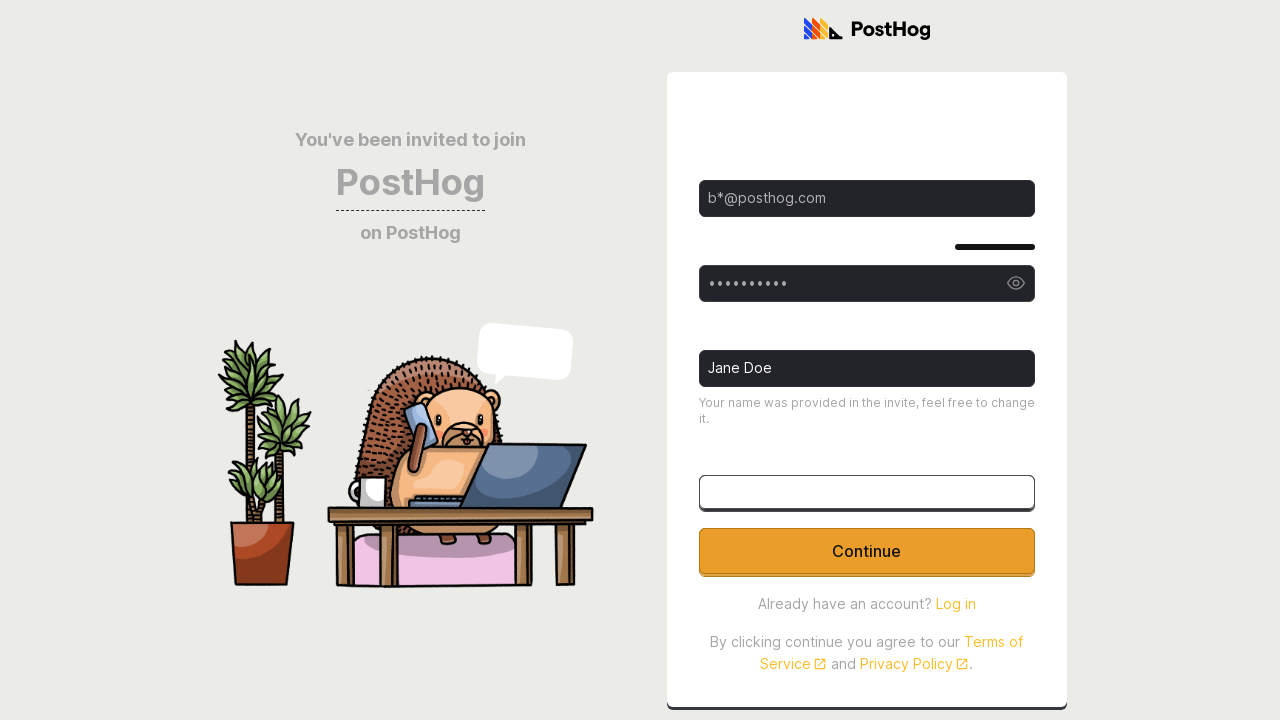 PostHog
You've been invited to join
PostHog
on PostHog
b*@posthog.com
••••••••••
Jane Doe
Your name was provided in the invite, feel free to change
it.
Continue
Already have an account? Log in
By clicking continue you agree to our Terms of
Service and Privacy Policy.